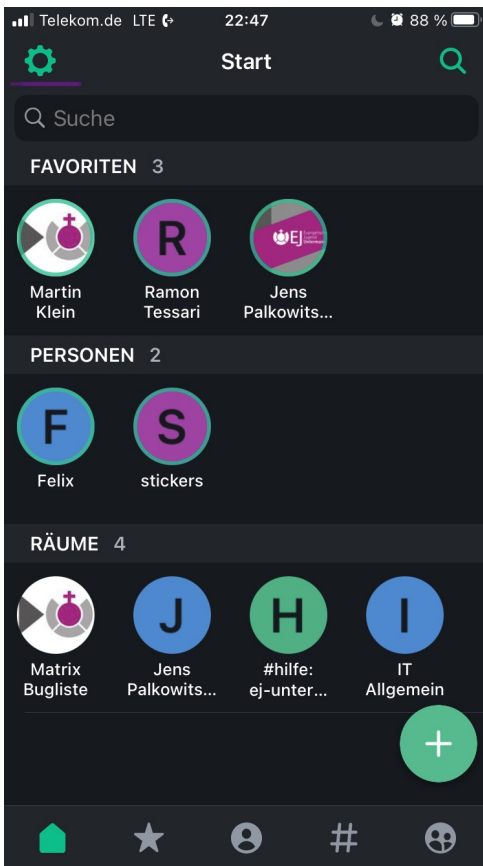 Telekom.de LTE 22:47 88 %
Start
Suche
FAVORITEN 3
R
EJ
Martin Klein
Ramon Tessari
Jens Palkowits...
PERSONEN 2
F
S
Felix
stickers
RÄUME 4
J
H
I
Matrix Bugliste
Jens Palkowits...
#hilfe: ej-unter...
IT Allgemein